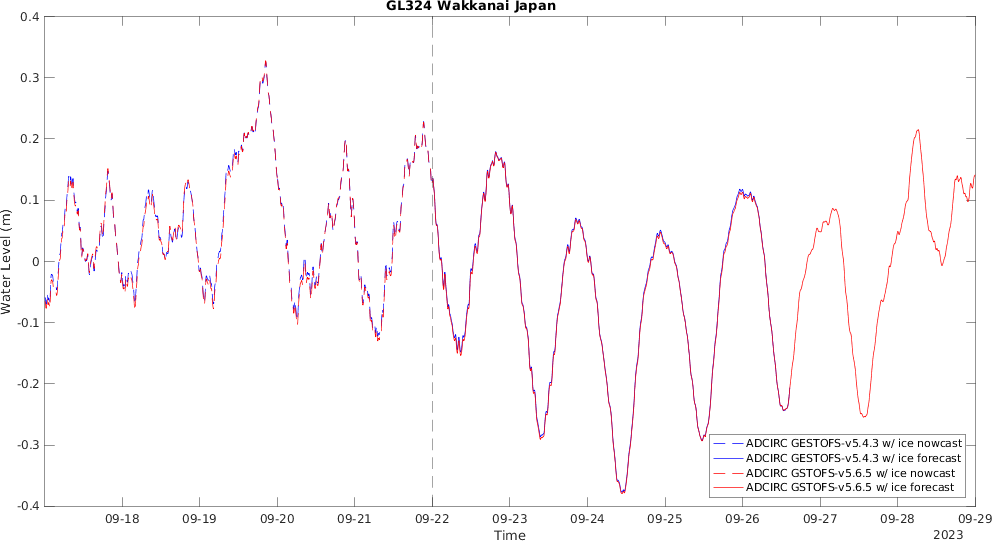 GL324 Wakkanai Japan
0.4
0.3
0.2
0.1
0
-0.1
-0.2
-0.3
-0.4
Water Level (m)
ADCIRC GESTOFS-v5.4.3 w/ ice nowcast
ADCIRC GESTOFS-v5.4.3 w/ ice forecast
ADCIRC GSTOFS-v5.6.5 w/ ice nowcast
ADCIRC GSTOFS-v5.6.5 w/ ice forecast
09-18 09-19 09-20 09-21 09-22 09-23 09-24 09-25 09-26 09-27 09-28 09-29
Time
2023